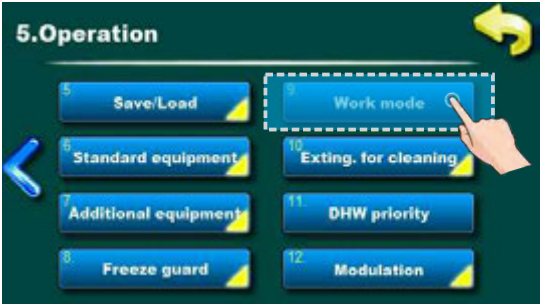 5.Operation
5
Save/Load
9.
Work mode
6
Standard equipment
10
Exting. for cleaning
7
Additional equipment
11.
DHW priority
8.
Freeze guard
12.
Modulation